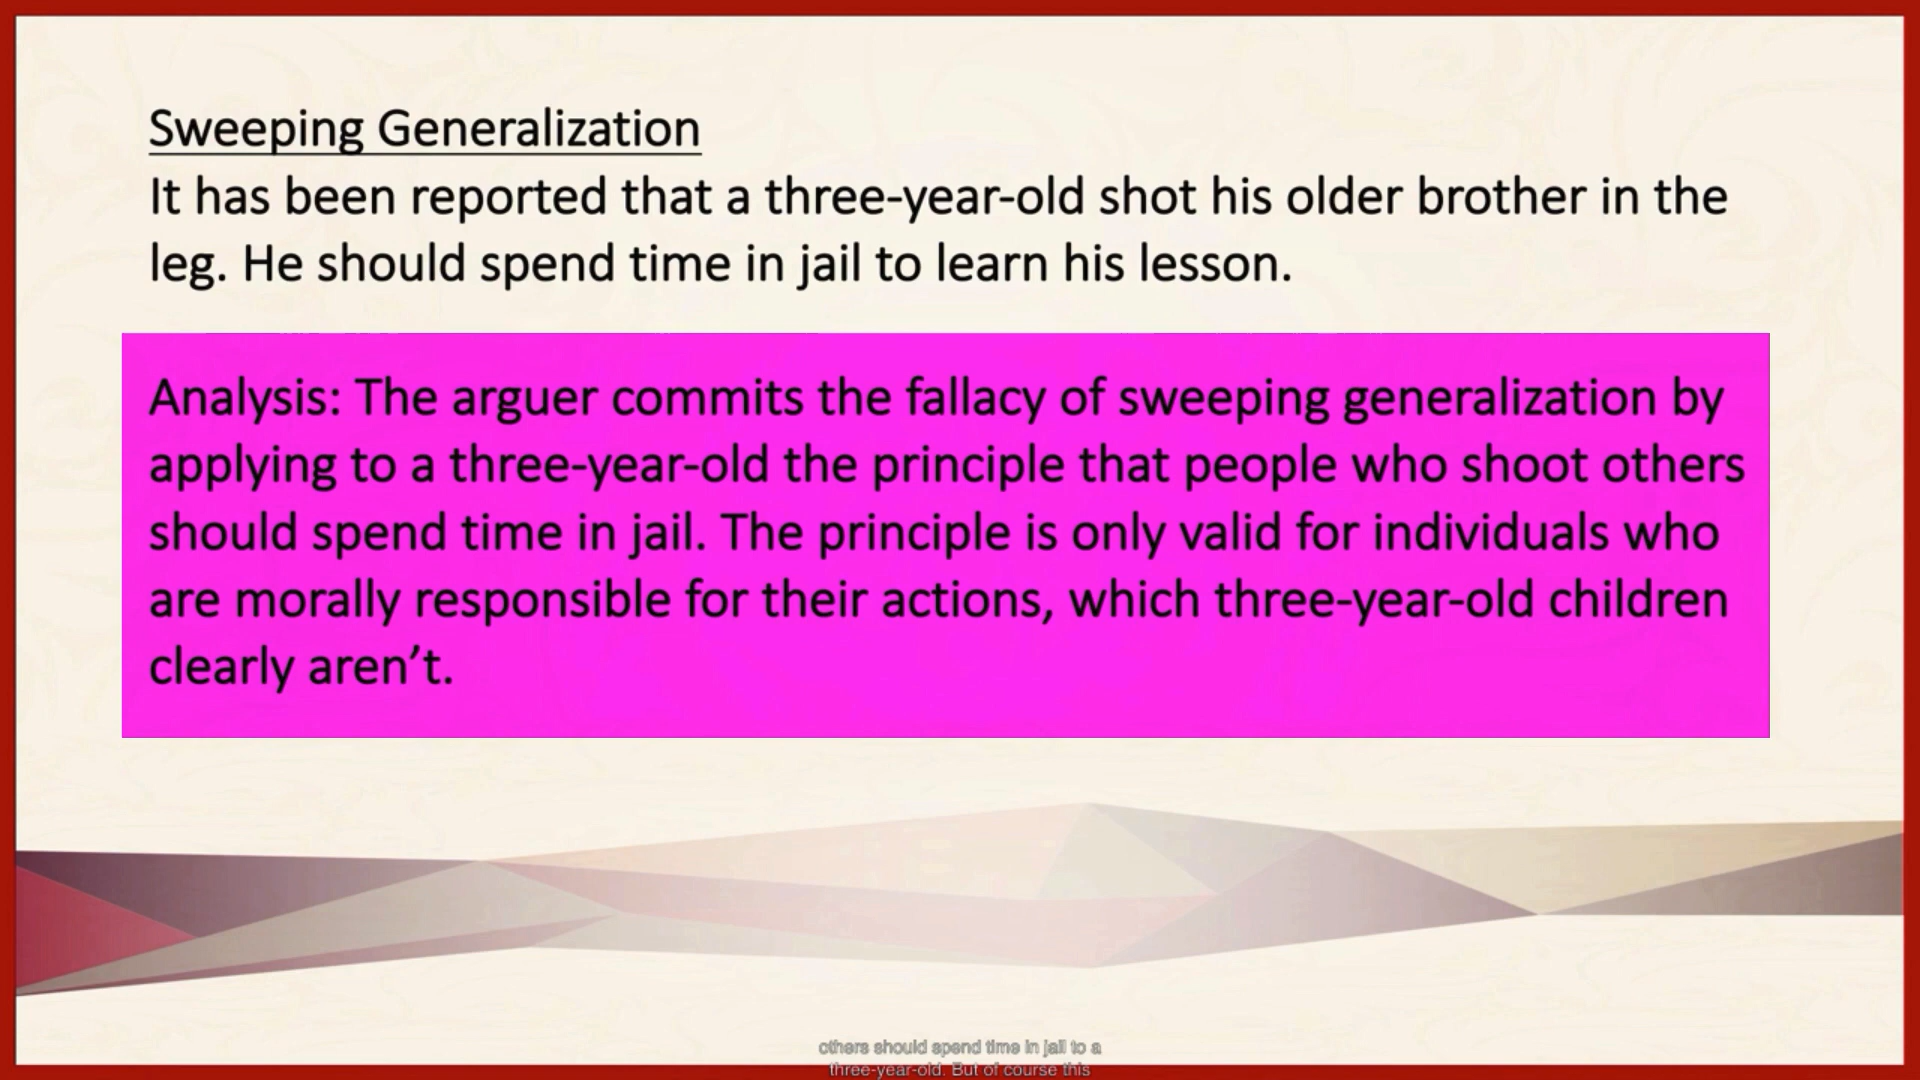 Sweeping Generalization
It has been reported that a three-year-old shot his older brother in the
leg. He should spend time in jail to learn his lesson.
Analysis: The arguer commits the fallacy of sweeping generalization by
applying to a three-year-old the principle that people who shoot others
should spend time in jail. The principle is only valid for individuals who
are morally responsible for their actions, which three-year-old children
clearly aren’t.
others should spend time in jail to a
three-year-old. But of course this